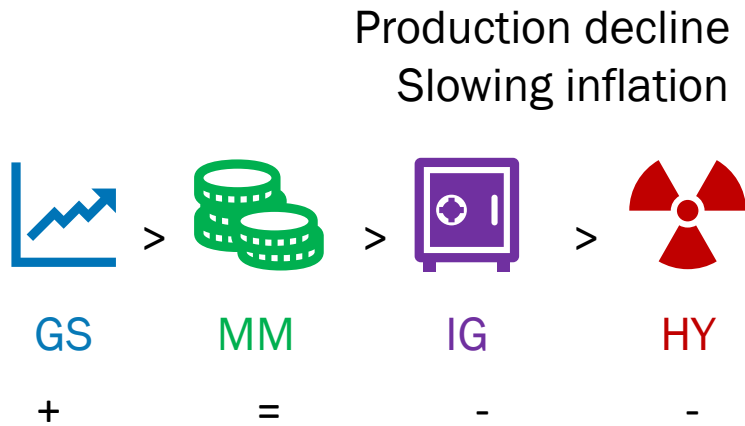 Production decline
Slowing inflation
> > >
GS MM IG HY
+ = - -